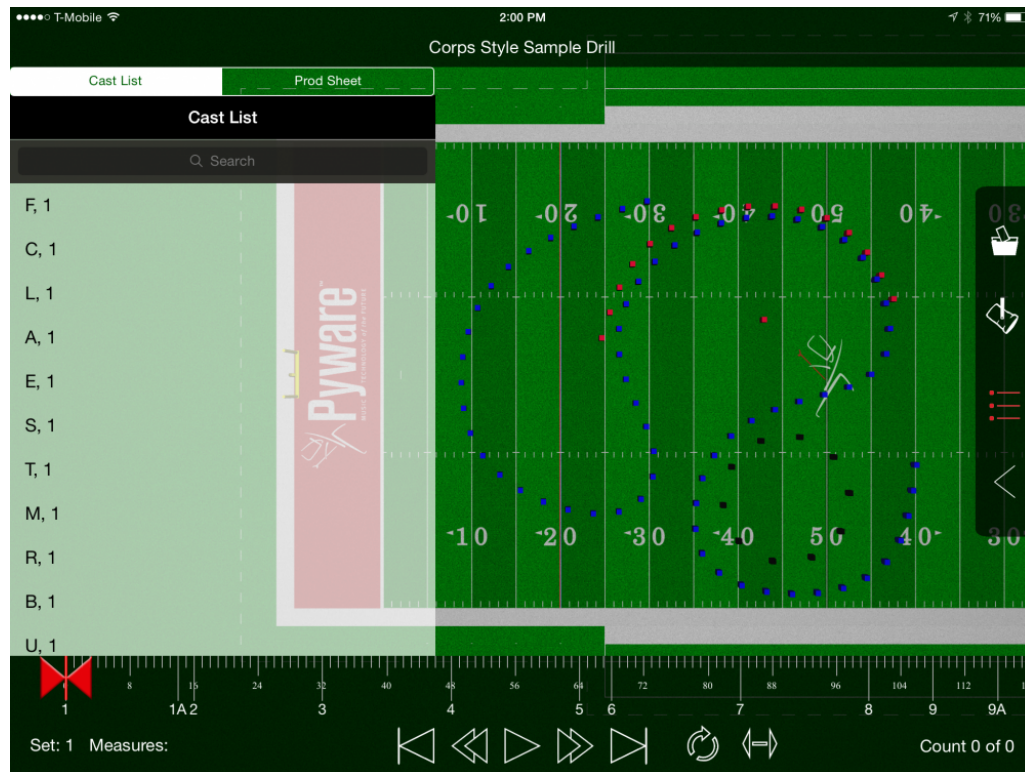 ●●●●○ T-Mobile 2:00 PM 71%
Corps Style Sample Drill
Cast List Prod Sheet
Cast List
Search
F, 1
C, 1
L, 1
A, 1
E, 1
S, 1
T, 1
M, 1
R, 1
B, 1
U, 1
10 20 30 40 50 40 30
Pyware™
10 20 30 40 50 40 30
8 15 24 32 40 48 56 64 72 80 88 96 104 112
1 1A 2 3 4 5 6 7 8 9 9A
Set: 1 Measures:
Count 0 of 0